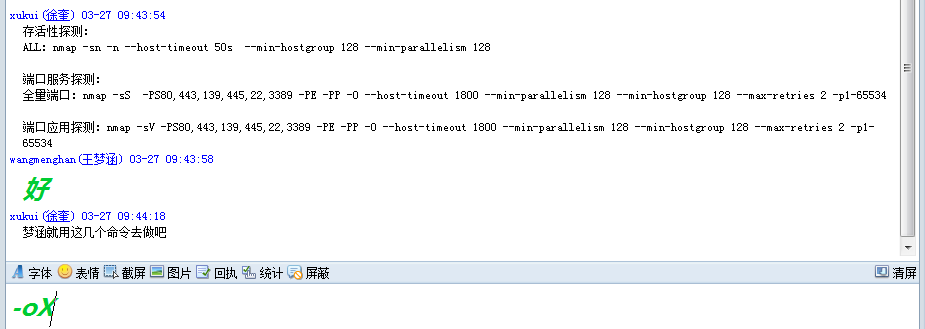 xukui(徐奎) 03-27 09:43:54
存活性探测：
ALL：nmap -sn -n --host-timeout 50s  --min-hostgroup 128 --min-parallelism 128
端口服务探测：
全量端口：nmap -sS  -PS80,443,139,445,22,3389 -PE -PP -O --host-timeout 1800 --min-parallelism 128 --min-hostgroup 128 --max-retries 2 -p1-65534
端口应用探测：nmap -sV -PS80,443,139,445,22,3389 -PE -PP -O --host-timeout 1800 --min-parallelism 128 --min-hostgroup 128 --max-retries 2 -p1-
65534
wangmenghan(王梦涵) 03-27 09:43:58
好
xukui(徐奎) 03-27 09:44:18
梦涵就用这几个命令去做吧
字体 表情 截屏 图片 回执 统计 屏蔽 清屏
-oX